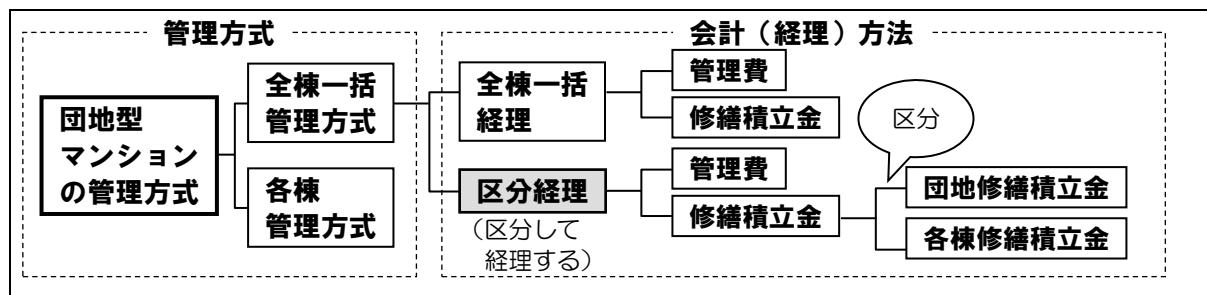 管理方式
会計（経理）方法
団地型
マンション
の管理方式
全棟一括
管理方式
各棟
管理方式
全棟一括
経理
管理費
修繕積立金
区分経理
（区分して
経理する）
管理費
修繕積立金
区分
団地修繕積立金
各棟修繕積立金